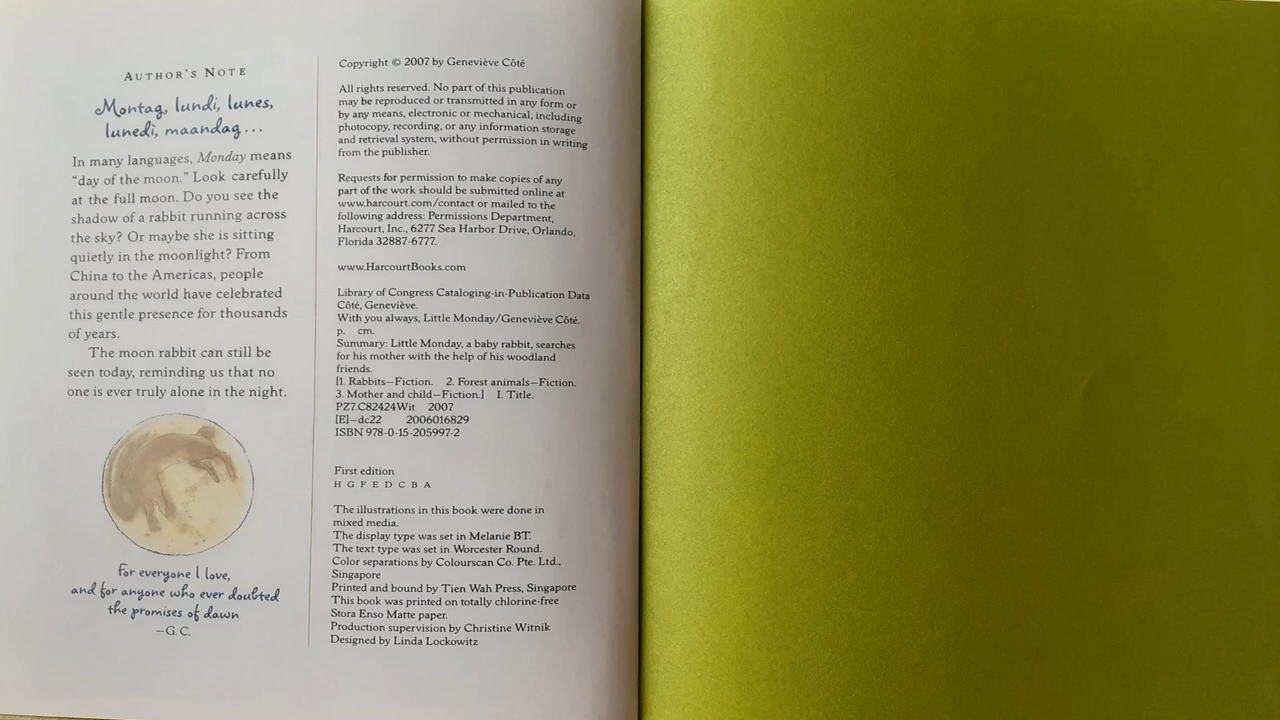 AUTHOR'S NOTE
Montag, lundi, lunes,
lunedì, maandag...
In many languages, Monday means
“day of the moon.” Look carefully
at the full moon. Do you see the
shadow of a rabbit running across
the sky? Or maybe she is sitting
quietly in the moonlight? From
China to the Americas, people
around the world have celebrated
this gentle presence for thousands
of years.
The moon rabbit can still be
seen today, reminding us that no
one is ever truly alone in the night.
For everyone I love,
and for anyone who ever doubted
the promises of dawn
—G. C.
Copyright © 2007 by Geneviève Côté
All rights reserved. No part of this publication
may be reproduced or transmitted in any form or
by any means, electronic or mechanical, including
photocopy, recording, or any information storage
and retrieval system, without permission in writing
from the publisher.
Requests for permission to make copies of any
part of the work should be submitted online at
www.harcourt.com/contact or mailed to the
following address: Permissions Department,
Harcourt, Inc., 6277 Sea Harbor Drive, Orlando,
Florida 32887-6777.
www.HarcourtBooks.com
Library of Congress Cataloging-in-Publication Data
Côté, Geneviève.
With you always, Little Monday/Geneviève Côté.
p. cm.
Summary: Little Monday, a baby rabbit, searches
for his mother with the help of his woodland
friends.
[1. Rabbits—Fiction. 2. Forest animals—Fiction.
3. Mother and child—Fiction.] I. Title.
PZ7.C82424Wit 2007
[E]—dc22 2006016829
ISBN 978-0-15-205997-2
First edition
H G F E D C B A
The illustrations in this book were done in
mixed media.
The display type was set in Melanie BT.
The text type was set in Worcester Round.
Color separations by Colourscan Co. Pte. Ltd.,
Singapore
Printed and bound by Tien Wah Press, Singapore
This book was printed on totally chlorine-free
Stora Enso Matte paper.
Production supervision by Christine Witnik
Designed by Linda Lockowitz